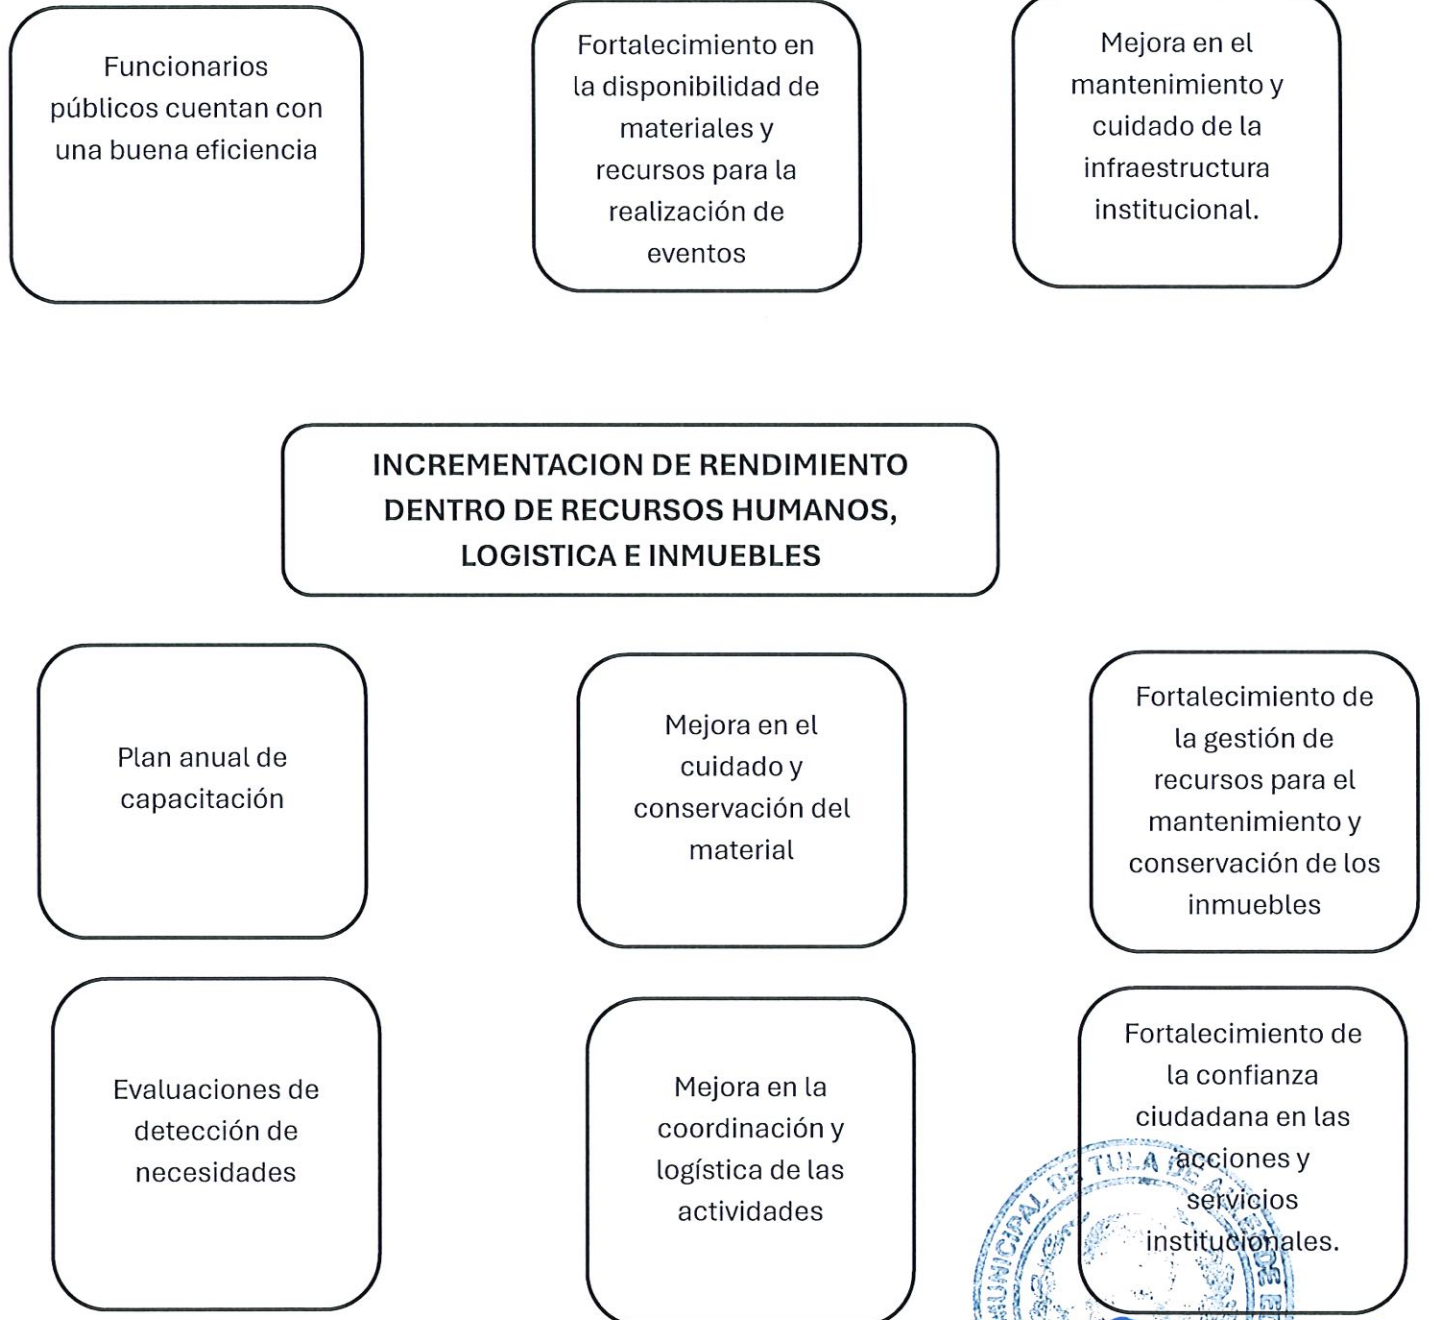 Funcionarios
públicos cuentan con
una buena eficiencia
Fortalecimiento en
la disponibilidad de
materiales y
recursos para la
realización de
eventos
Mejora en el
mantenimiento y
cuidado de la
infraestructura
institucional.
INCREMENTACION DE RENDIMIENTO
DENTRO DE RECURSOS HUMANOS,
LOGISTICA E INMUEBLES
Plan anual de
capacitación
Mejora en el
cuidado y
conservación del
material
Fortalecimiento de
la gestión de
recursos para el
mantenimiento y
conservación de los
inmuebles
Evaluaciones de
detección de
necesidades
Mejora en la
coordinación y
logística de las
actividades
Fortalecimiento de
la confianza
ciudadana en las
acciones y
servicios
institucionales.
MUNICIPAL DE TULA DE